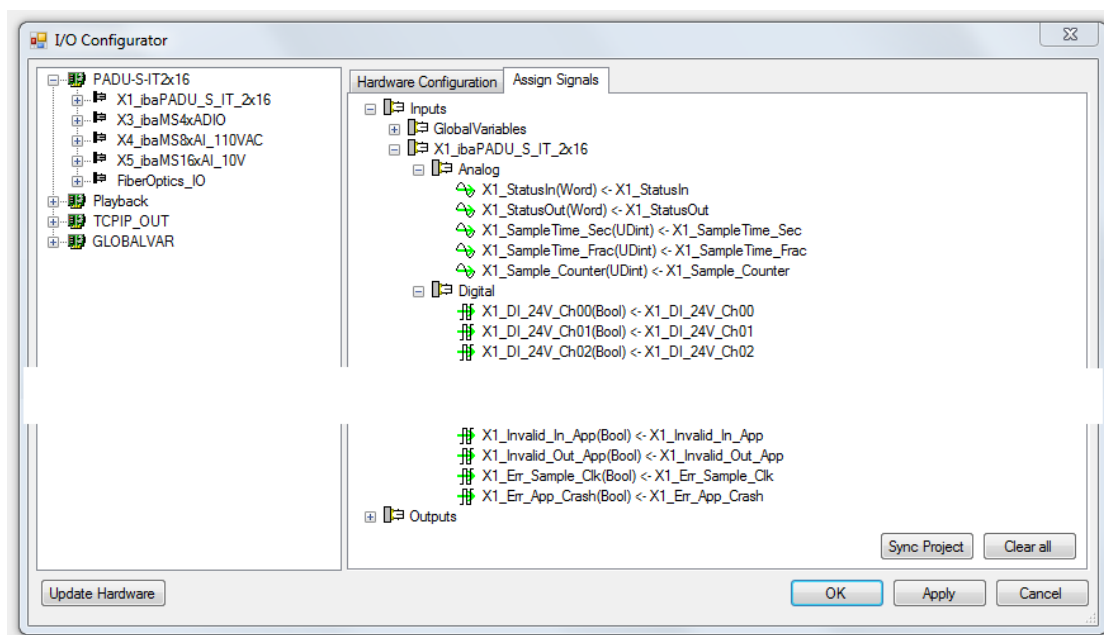 I/O Configurator
PADU-S-IT2x16
X1_ibaPADU_S_IT_2x16
X3_ibaMS4xADIO
X4_ibaMS8xAI_110VAC
X5_ibaMS16xAI_10V
FiberOptics_IO
Playback
TCPIP_OUT
GLOBALVAR
Hardware Configuration
Assign Signals
Inputs
GlobalVariables
X1_ibaPADU_S_IT_2x16
Analog
X1_StatusIn(Word) <- X1_StatusIn
X1_StatusOut(Word) <- X1_StatusOut
X1_SampleTime_Sec(UDint) <- X1_SampleTime_Sec
X1_SampleTime_Frac(UDint) <- X1_SampleTime_Frac
X1_Sample_Counter(UDint) <- X1_Sample_Counter
Digital
X1_DI_24V_Ch00(Bool) <- X1_DI_24V_Ch00
X1_DI_24V_Ch01(Bool) <- X1_DI_24V_Ch01
X1_DI_24V_Ch02(Bool) <- X1_DI_24V_Ch02
X1_Invalid_In_App(Bool) <- X1_Invalid_In_App
X1_Invalid_Out_App(Bool) <- X1_Invalid_Out_App
X1_Err_Sample_Clk(Bool) <- X1_Err_Sample_Clk
X1_Err_App_Crash(Bool) <- X1_Err_App_Crash
Outputs
Sync Project
Clear all
Update Hardware
OK
Apply
Cancel